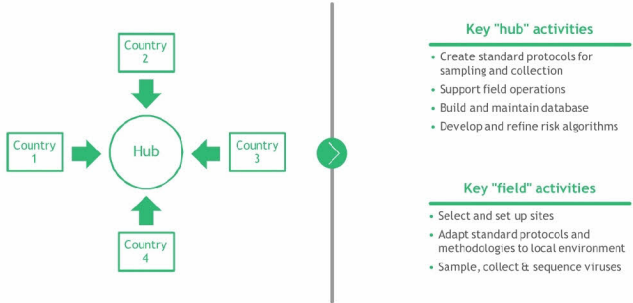 Country
2
Country
1
Hub
Country
3
Country
4
Key "hub" activities
• Create standard protocols for
sampling and collection
• Support field operations
• Build and maintain database
• Develop and refine risk algorithms
Key "field" activities
• Select and set up sites
• Adapt standard protocols and
methodologies to local environment
• Sample, collect & sequence viruses